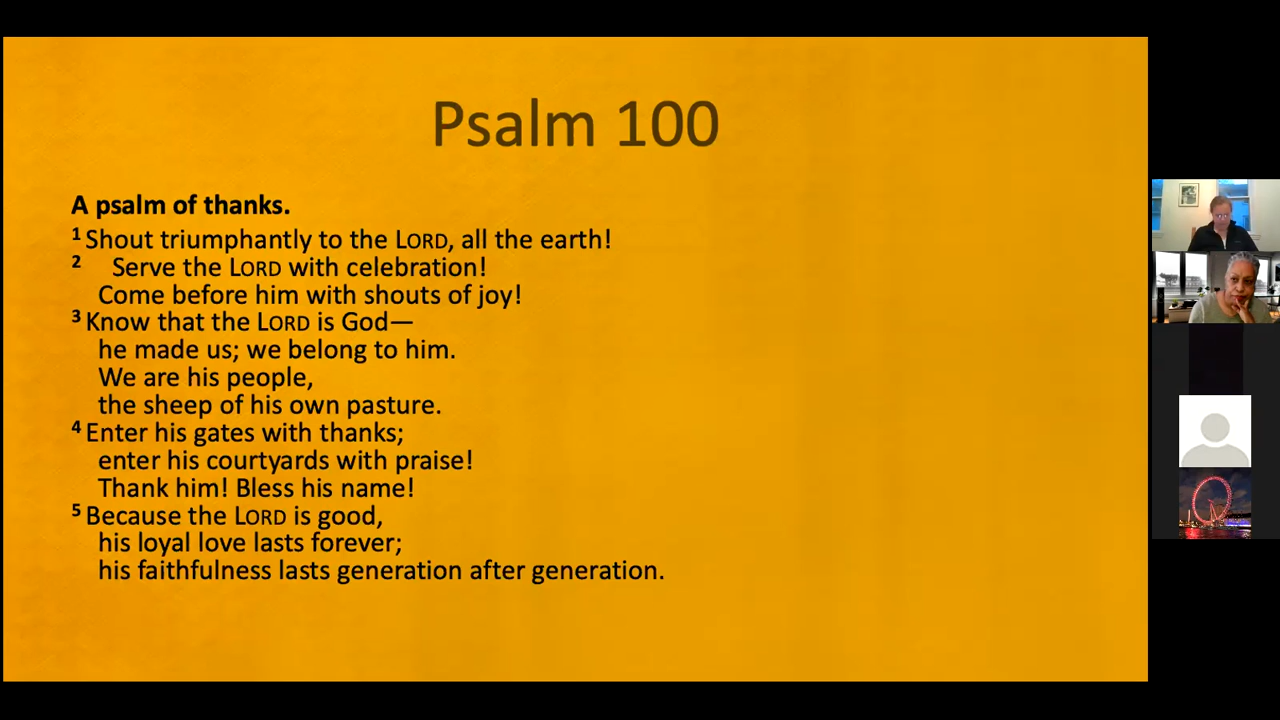 Psalm 100
A psalm of thanks.
1 Shout triumphantly to the LORD, all the earth!
2 Serve the LORD with celebration!
Come before him with shouts of joy!
3 Know that the LORD is God—
he made us; we belong to him.
We are his people,
the sheep of his own pasture.
4 Enter his gates with thanks;
enter his courtyards with praise!
Thank him! Bless his name!
5 Because the LORD is good,
his loyal love lasts forever;
his faithfulness lasts generation after generation.